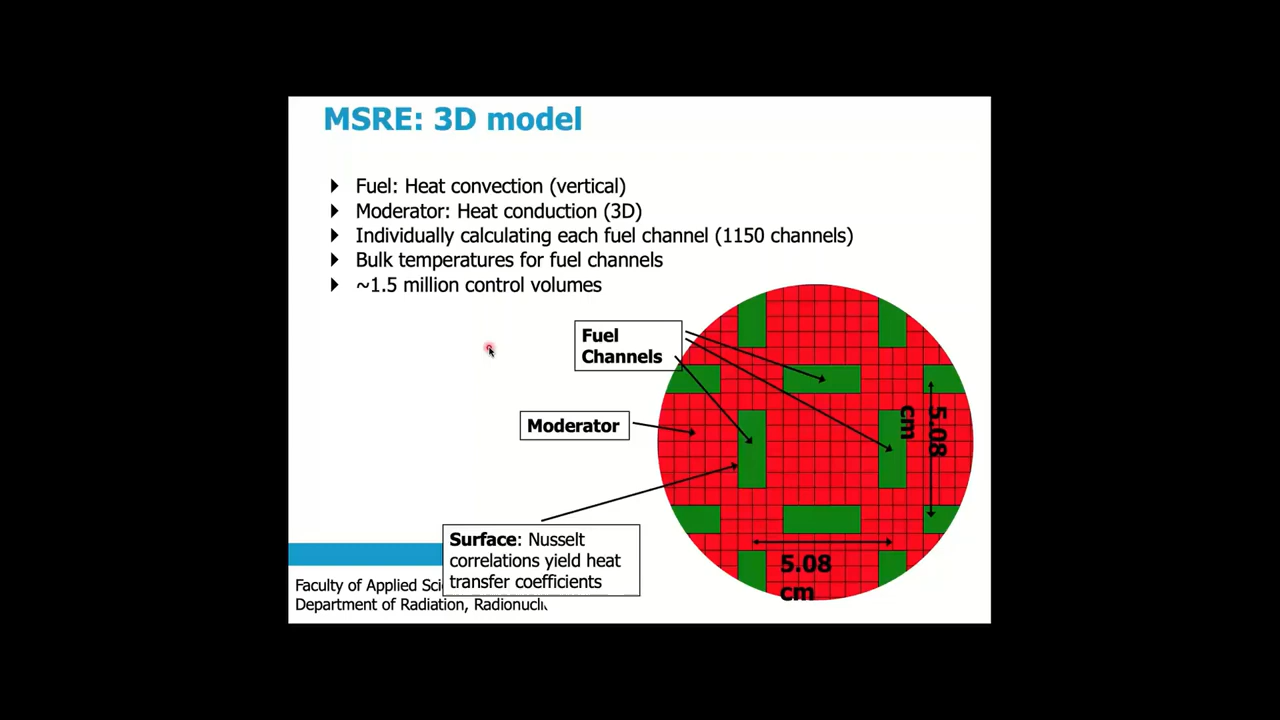 MSRE: 3D model
Fuel: Heat convection (vertical)
Moderator: Heat conduction (3D)
Individually calculating each fuel channel (1150 channels)
Bulk temperatures for fuel channels
~1.5 million control volumes
Fuel
Channels
Moderator
5.08
cm
Surface: Nusselt
correlations yield heat
transfer coefficients
5.08
cm
Faculty of Applied
Department of Radiation,